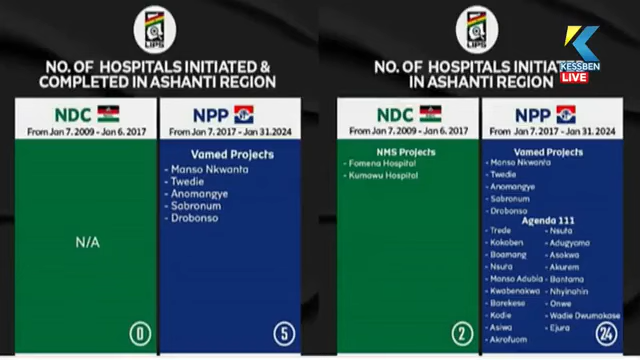 LIPS
NO. OF HOSPITALS INITIATED &
COMPLETED IN ASHANTI REGION
NDC
From Jan 7. 2009 - Jan 6. 2017
N/A
0
NPP
From Jan 7. 2017 - Jan 31.2024
Vamed Projects
- Manso Nkwanta
- Twedie
- Anomangye
- Sabronum
- Drobonso
5
LIPS
NO. OF HOSPITALS INITIATED
IN ASHANTI REGION
KESSBEN
LIVE
NDC
From Jan 7. 2009 - Jan 6. 2017
NMS Projects
- Fomena Hospital
- Kumawu Hospital
2
NPP
From Jan 7. 2017 - Jan 31. 2024
Vamed Projects
- Manso Nkwanta
- Twedie
- Anomangye
- Sabronum
- Drobonso
Agenda 111
- Trede
- Kokoben
- Boamang
- Nsuta
- Manso Adubia
- Kwabenakwa
- Barekese
- Kodie
- Asiwa
- Akrofuom
- Nsuta
- Adugyama
- Asokwa
- Akurem
- Bantama
- Nhyinahin
- Onwe
- Wadie Dwumakase
- Ejura
24